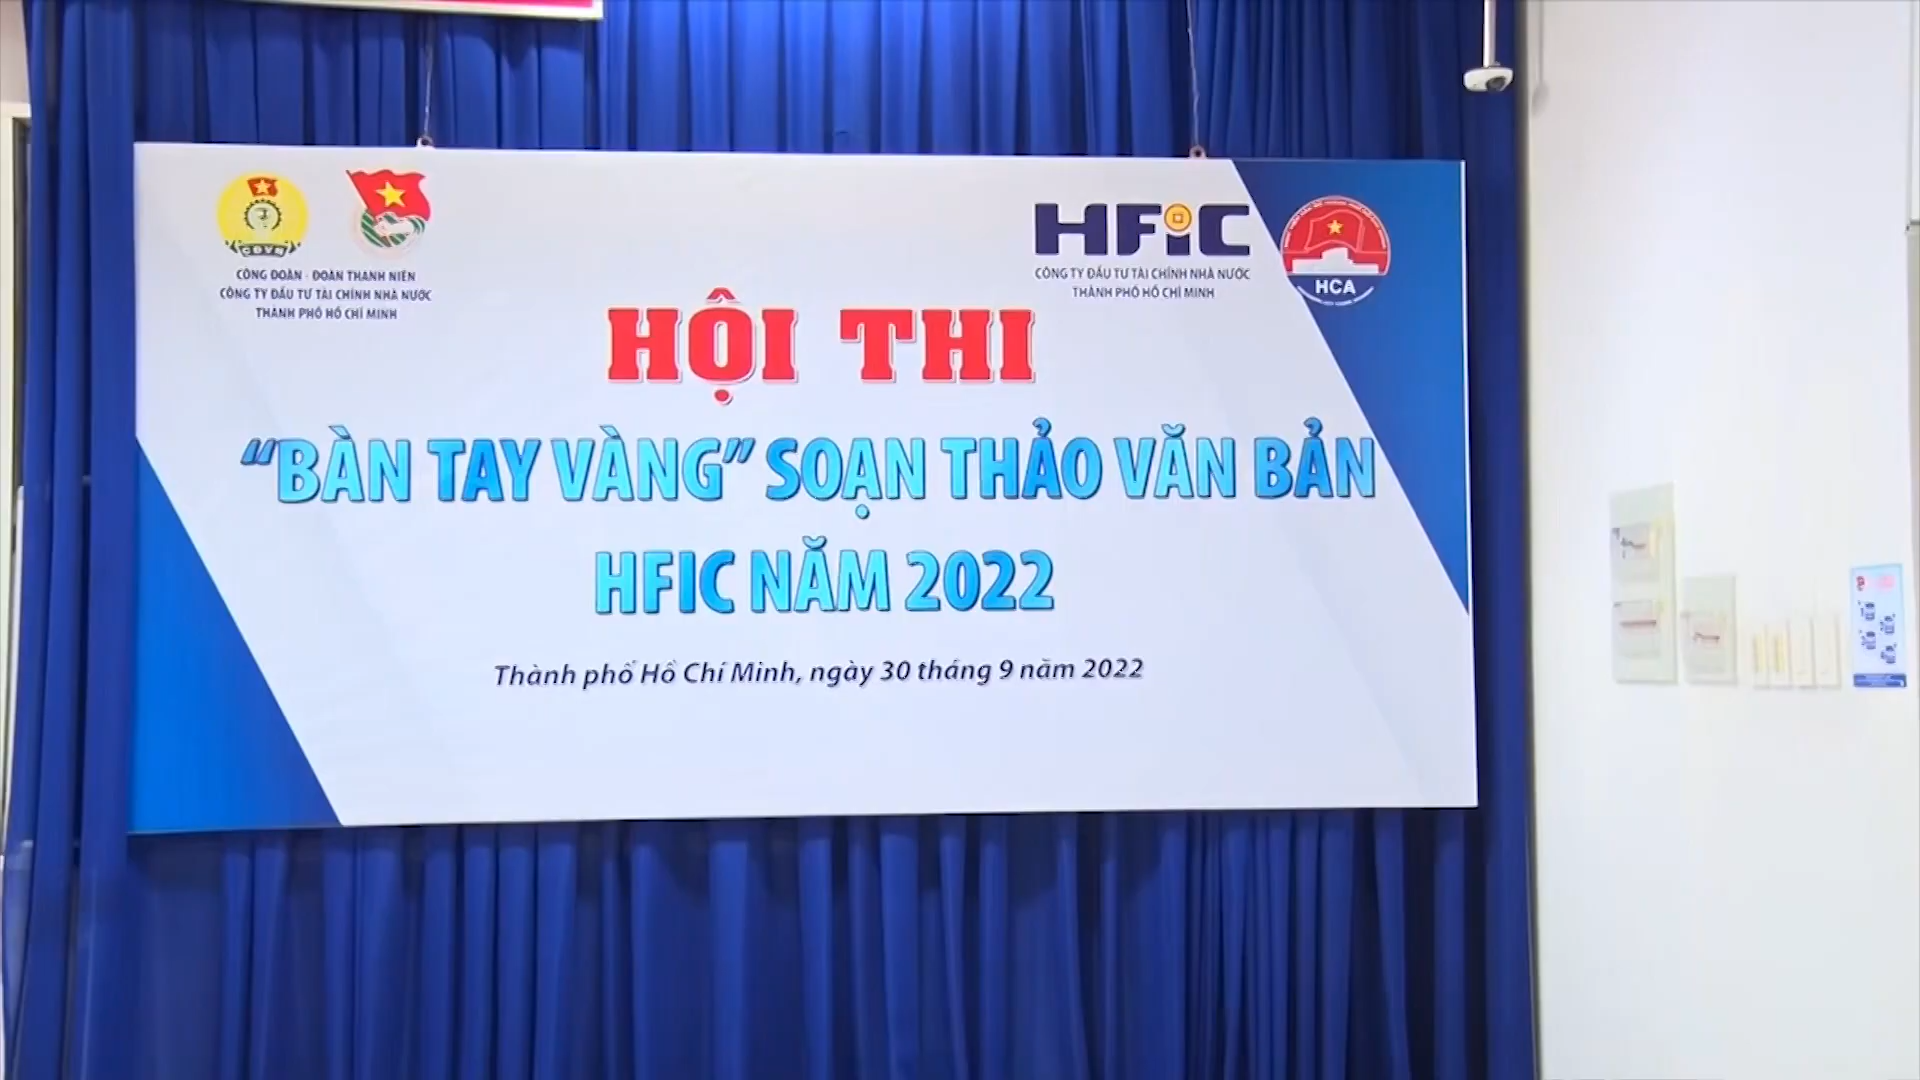 CÔNG ĐOÀN - ĐOÀN THANH NIÊN
CÔNG TY ĐẦU TƯ TÀI CHÍNH NHÀ NƯỚC
THÀNH PHỐ HỒ CHÍ MINH
HFIC
CÔNG TY ĐẦU TƯ TÀI CHÍNH NHÀ NƯỚC
THÀNH PHỐ HỒ CHÍ MINH
HCA
HỘI THI
“BÀN TAY VÀNG” SOẠN THẢO VĂN BẢN
HFIC NĂM 2022
Thành phố Hồ Chí Minh, ngày 30 tháng 9 năm 2022